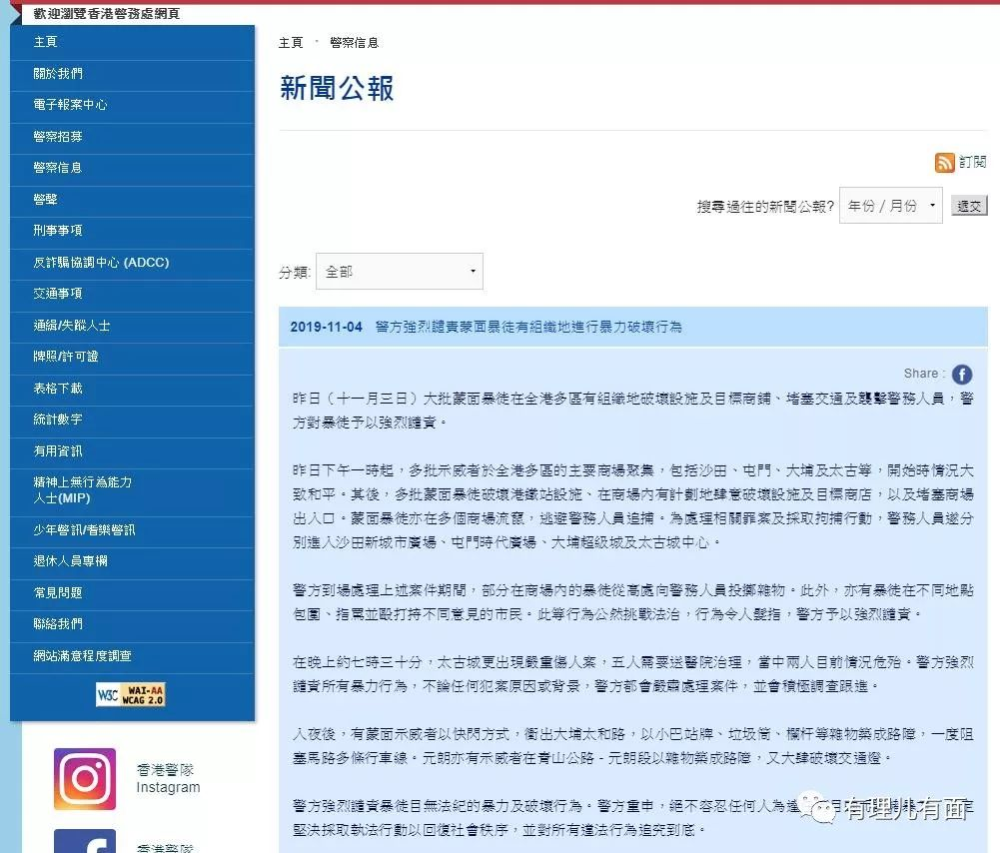 歡迎瀏覽香港警務處網頁
主頁
關於我們
電子報案中心
警察招募
警察信息
警聲
刑事事項
反詐騙協調中心 (ADCC)
交通事項
通緝/失蹤人士
牌照/許可證
表格下載
統計數字
有用資訊
精神上無行為能力
人士(MIP)
少年警訊/耆樂警訊
退休人員專欄
常見問題
聯絡我們
網站滿意程度調查
W3C WAI-AA
WCAG 2.0
香港警隊
Instagram
香港警隊
主頁 • 警察信息
新聞公報
訂閱
搜尋過往的新聞公報? 年份 / 月份 遞交
分類: 全部
2019-11-04 警方強烈譴責蒙面暴徒有組織地進行暴力破壞行為
Share :
昨日（十一月三日）大批蒙面暴徒在全港多區有組織地破壞設施及目標商舖、堵塞交通及襲擊警務人員，警
方對暴徒予以強烈譴責。
昨日下午一時起，多批示威者於全港多區的主要商場聚集，包括沙田、屯門、大埔及太古等，開始時情況大
致和平。其後，多批蒙面暴徒破壞港鐵站設施、在商場內有計劃地肆意破壞設施及目標商店，以及堵塞商場
出入口。蒙面暴徒亦在多個商場流竄，逃避警務人員追捕。為處理相關罪案及採取拘捕行動，警務人員遂分
別進入沙田新城市廣場、屯門時代廣場、大埔超級城及太古城中心。
警方到場處理上述案件期間，部分在商場內的暴徒從高處向警務人員投擲雜物。此外，亦有暴徒在不同地點
包圍、指罵並毆打持不同意見的市民。此等行為公然挑戰法治，行為令人髮指，警方予以強烈譴責。
在晚上約七時三十分，太古城更出現嚴重傷人案，五人需要送醫院治理，當中兩人目前情況危殆。警方強烈
譴責所有暴力行為，不論任何犯案原因或背景，警方都會嚴肅處理案件，並會積極調查跟進。
入夜後，有蒙面示威者以快閃方式，衝出大埔太和路，以小巴站牌、垃圾筒、欄杆等雜物築成路障，一度阻
塞馬路多條行車線。元朗亦有示威者在青山公路 - 元朗段以雜物築成路障，又大肆破壞交通燈。
警方強烈譴責暴徒目無法紀的暴力及破壞行為。警方重申，絕不容忍任何人為達
堅決採取執法行動以回復社會秩序，並對所有違法行為追究到底。
有理儿有面